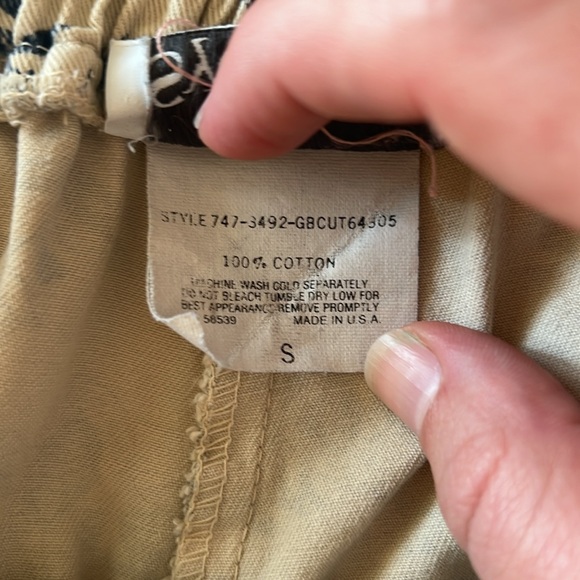 STYLE 747-3492-GBCUT64305
100% COTTON
MACHINE WASH COLD SEPARATELY
DO NOT BLEACH TUMBLE DRY LOW FOR
BEST APPEARANCE REMOVE PROMPTLY
58539 MADE IN U.S.A.
S